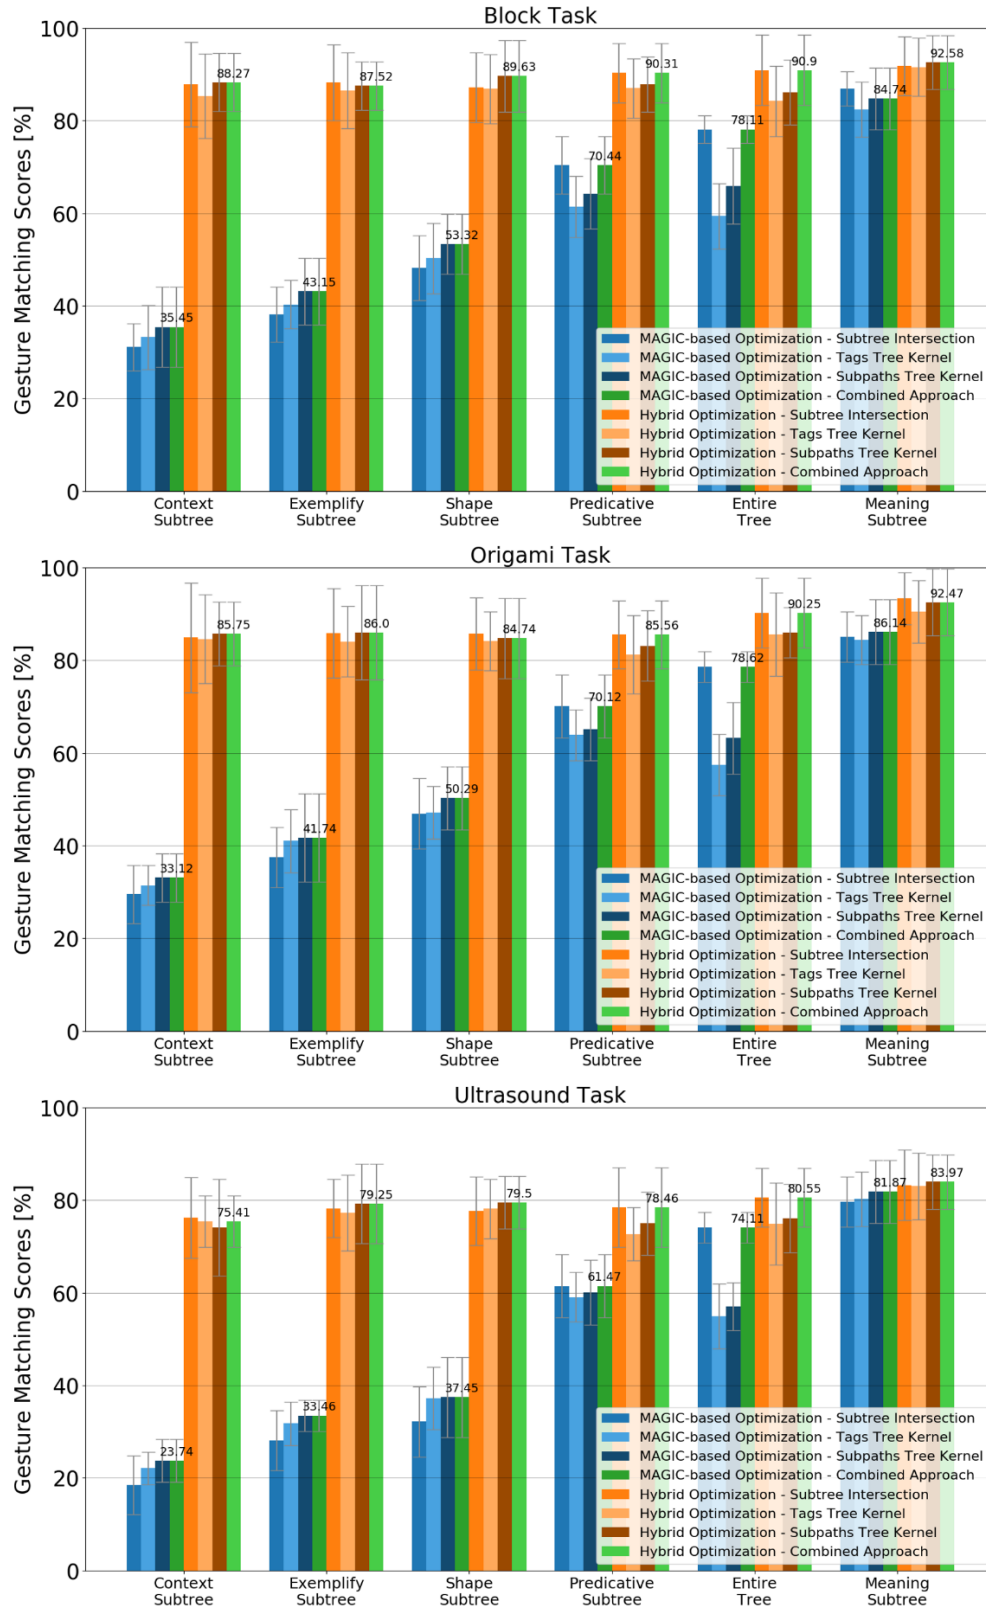 Block Task
Gesture Matching Scores [%]
100
80
60
40
20
0
35.45
88.27
43.15
87.52
53.32
89.63
70.44
90.31
78.11
90.9
84.74
92.58
MAGIC-based Optimization - Subtree Intersection
MAGIC-based Optimization - Tags Tree Kernel
MAGIC-based Optimization - Subpaths Tree Kernel
MAGIC-based Optimization - Combined Approach
Hybrid Optimization - Subtree Intersection
Hybrid Optimization - Tags Tree Kernel
Hybrid Optimization - Subpaths Tree Kernel
Hybrid Optimization - Combined Approach
Context Subtree
Exemplify Subtree
Shape Subtree
Predicative Subtree
Entire Tree
Meaning Subtree
Origami Task
Gesture Matching Scores [%]
100
80
60
40
20
0
33.12
85.75
41.74
86.0
50.29
84.74
70.12
85.56
78.62
90.25
86.14
92.47
MAGIC-based Optimization - Subtree Intersection
MAGIC-based Optimization - Tags Tree Kernel
MAGIC-based Optimization - Subpaths Tree Kernel
MAGIC-based Optimization - Combined Approach
Hybrid Optimization - Subtree Intersection
Hybrid Optimization - Tags Tree Kernel
Hybrid Optimization - Subpaths Tree Kernel
Hybrid Optimization - Combined Approach
Context Subtree
Exemplify Subtree
Shape Subtree
Predicative Subtree
Entire Tree
Meaning Subtree
Ultrasound Task
Gesture Matching Scores [%]
100
80
60
40
20
0
23.74
75.41
33.46
79.25
37.45
79.5
61.47
78.46
74.11
80.55
81.87
83.97
MAGIC-based Optimization - Subtree Intersection
MAGIC-based Optimization - Tags Tree Kernel
MAGIC-based Optimization - Subpaths Tree Kernel
MAGIC-based Optimization - Combined Approach
Hybrid Optimization - Subtree Intersection
Hybrid Optimization - Tags Tree Kernel
Hybrid Optimization - Subpaths Tree Kernel
Hybrid Optimization - Combined Approach
Context Subtree
Exemplify Subtree
Shape Subtree
Predicative Subtree
Entire Tree
Meaning Subtree